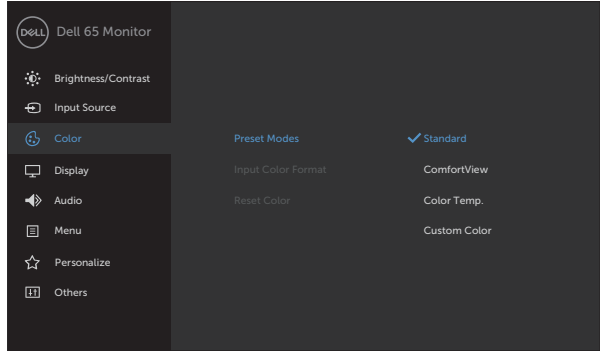 DELL Dell 65 Monitor
Brightness/Contrast
Input Source
Color Preset Modes Standard
Display Input Color Format ComfortView
Audio Reset Color Color Temp.
Menu Custom Color
Personalize
Others